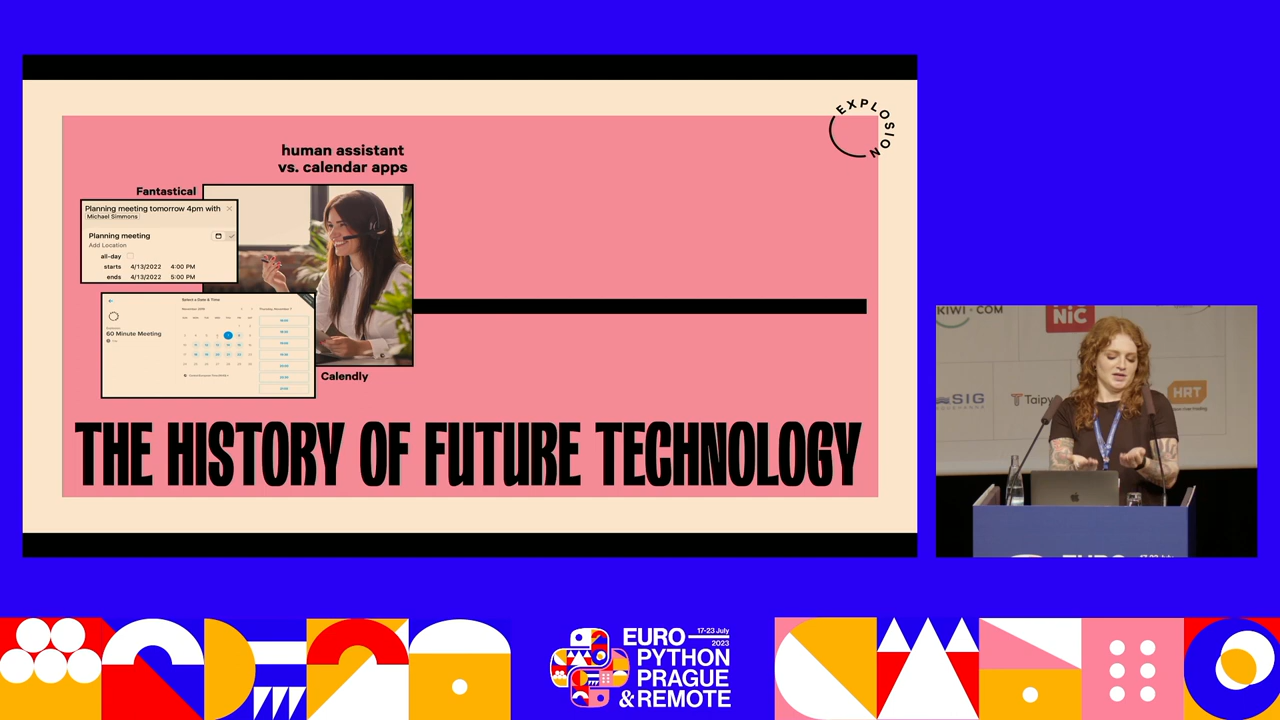 EXPLOSION
human assistant
vs. calendar apps
Fantastical
Planning meeting tomorrow 4pm with
Michael Simmons
Planning meeting
Add Location
all-day
starts 4/13/2022 4:00 PM
ends 4/13/2022 5:00 PM
Select a Date & Time
60 Minute Meeting
Calendly
THE HISTORY OF FUTURE TECHNOLOGY
KIWI.COM
NiC
SIG
Taipy
HRT
EURO
17-23 July
2023
PYTHON
PRAGUE
& REMOTE